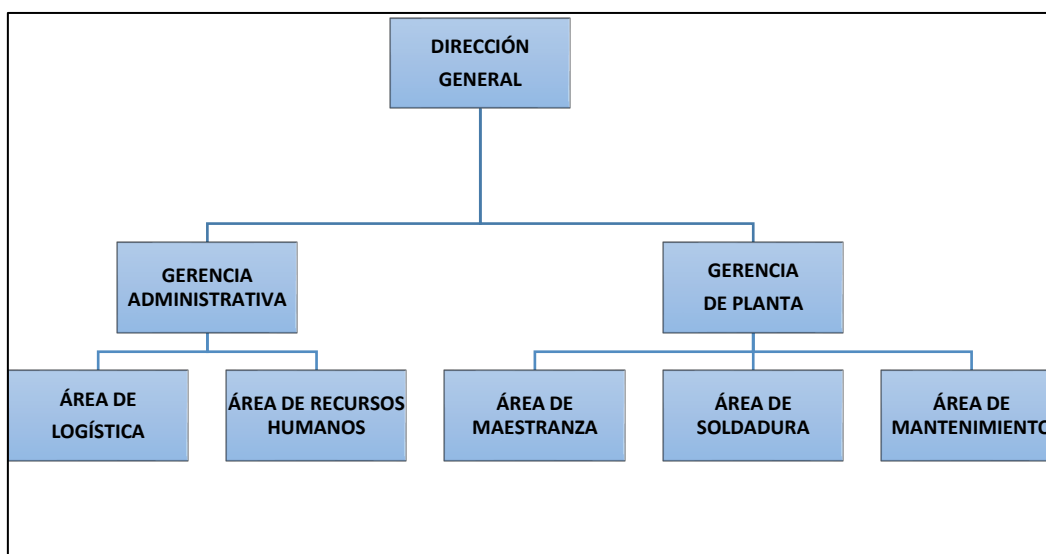 DIRECCIÓN
GENERAL
GERENCIA
ADMINISTRATIVA
GERENCIA
DE PLANTA
ÁREA DE
LOGÍSTICA
ÁREA DE RECURSOS
HUMANOS
ÁREA DE
MAESTRANZA
ÁREA DE
SOLDADURA
ÁREA DE
MANTENIMIENTO